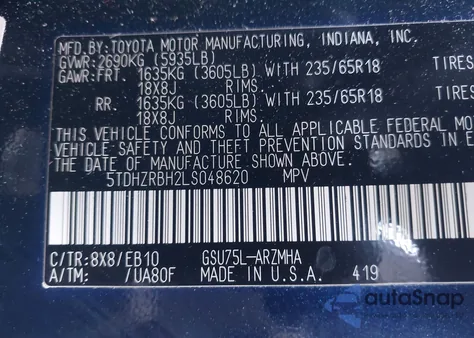 MFD.BY:TOYOTA MOTOR MANUFACTURING, INDIANA, INC.
GVWR:2690KG (5935LB)
GAWR:FRT. 1635KG (3605LB) WITH 235/65R18 TIRES
18X8J RIMS.
RR. 1635KG (3605LB) WITH 235/65R18 TIRES
18X8J RIMS.
THIS VEHICLE CONFORMS TO ALL APPLICABLE FEDERAL MOT
VEHICLE SAFETY AND THEFT PREVENTION STANDARDS IN E
THE DATE OF MANUFACTURE SHOWN ABOVE.
5TDHZRBH2LS048620 MPV
C/TR:8X8/EB10 GSU75L-ARZMHA
A/TM: /UA80F MADE IN U.S.A. 419
autoSnap